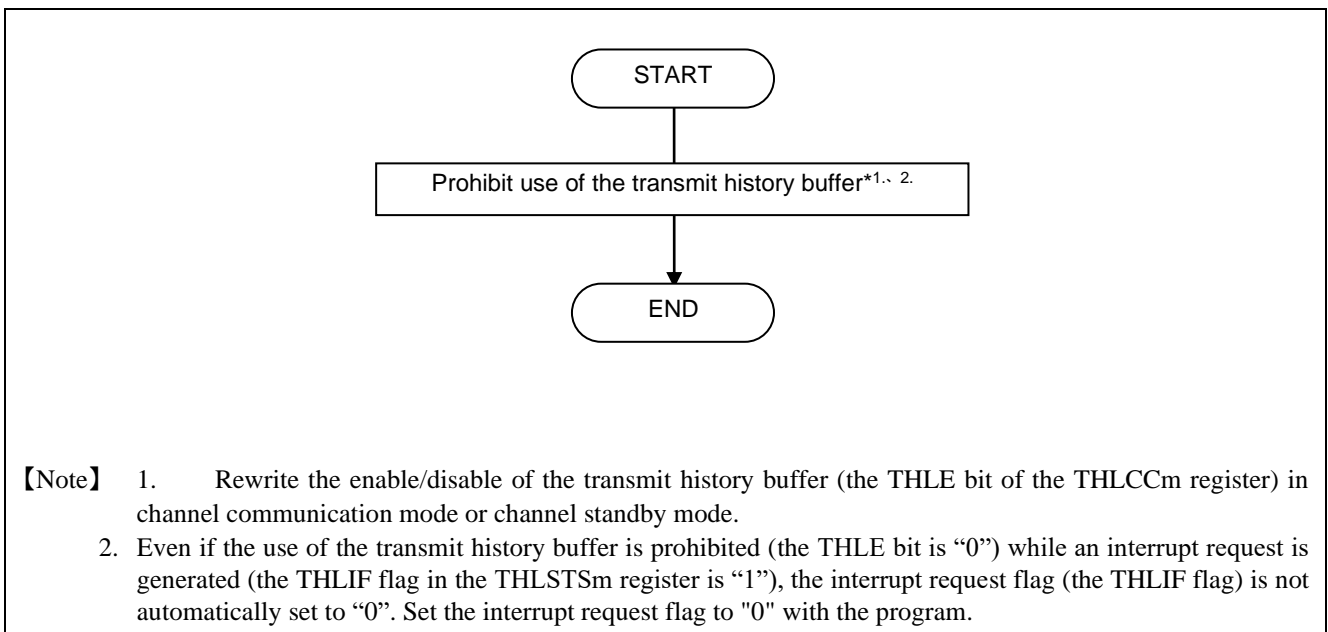 START
Prohibit use of the transmit history buffer*1.、2.
END
【Note】 1. Rewrite the enable/disable of the transmit history buffer (the THLE bit of the THLCCm register) in
channel communication mode or channel standby mode.
2. Even if the use of the transmit history buffer is prohibited (the THLE bit is “0”) while an interrupt request is
generated (the THLIF flag in the THLSTSm register is “1”), the interrupt request flag (the THLIF flag) is not
automatically set to “0”. Set the interrupt request flag to "0" with the program.